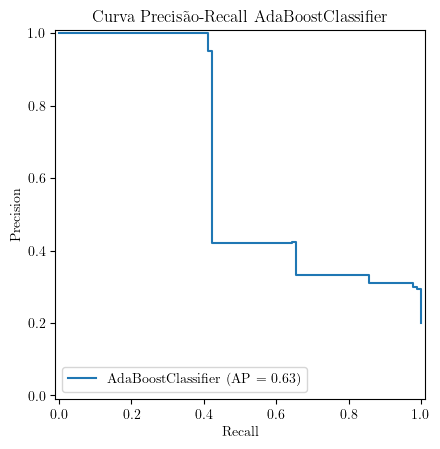 Curva Precisão-Recall AdaBoostClassifier
1.0
0.8
0.6
0.4
0.2
0.0
Precision
AdaBoostClassifier (AP = 0.63)
0.0 0.2 0.4 0.6 0.8 1.0
Recall